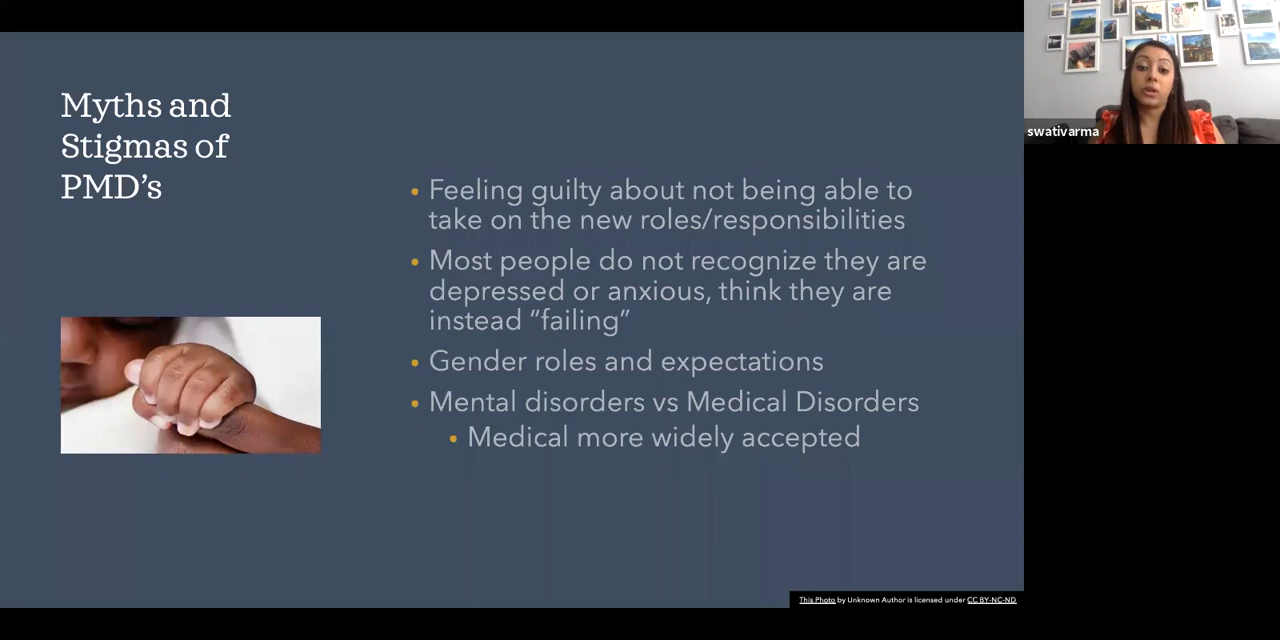 Myths and
Stigmas of
PMD’s
• Feeling guilty about not being able to
take on the new roles/responsibilities
• Most people do not recognize they are
depressed or anxious, think they are
instead “failing”
• Gender roles and expectations
• Mental disorders vs Medical Disorders
• Medical more widely accepted
This Photo by Unknown Author is licensed under CC BY-NC-ND
swativarma